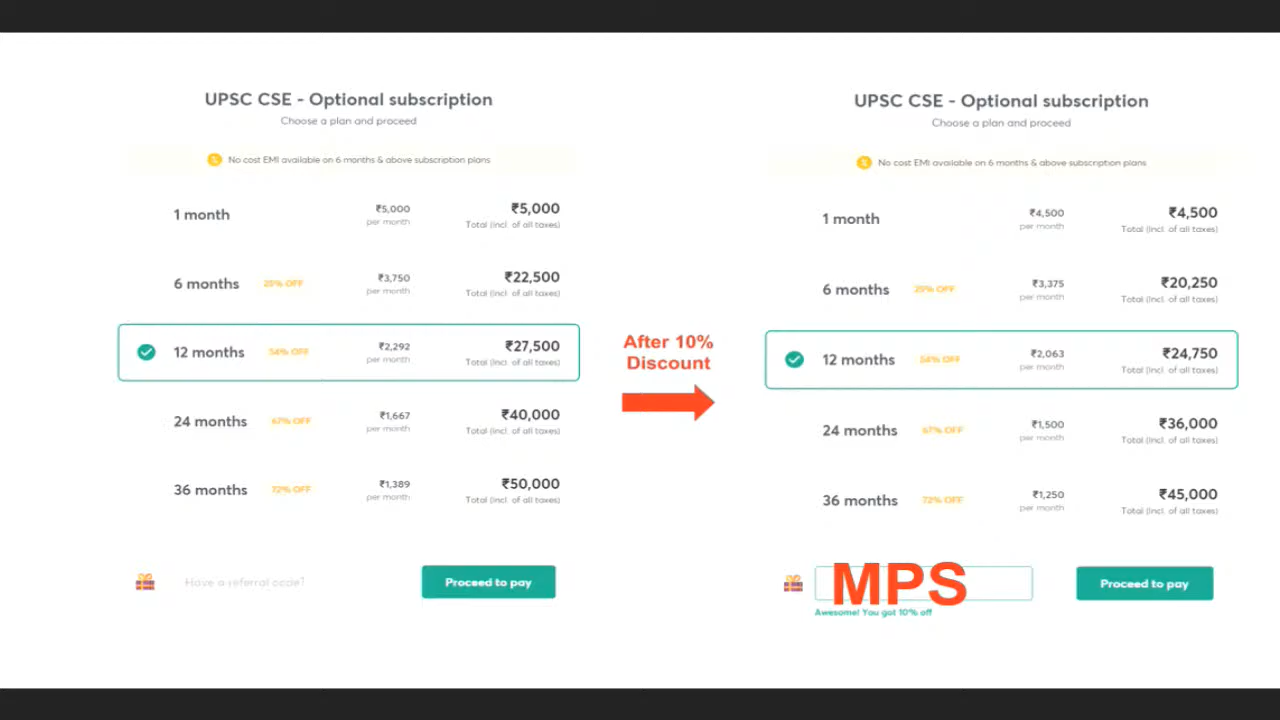 UPSC CSE - Optional subscription
Choose a plan and proceed
No cost EMI available on 6 months & above subscription plans
1 month ₹5,000 ₹5,000
per month Total (Incl. of all taxes)
6 months 25% OFF ₹3,750 ₹22,500
per month Total (Incl. of all taxes)
12 months 54% OFF ₹2,292 ₹27,500
per month Total (Incl. of all taxes)
24 months 67% OFF ₹1,667 ₹40,000
per month Total (Incl. of all taxes)
36 months 72% OFF ₹1,389 ₹50,000
per month Total (Incl. of all taxes)
Have a referral code? Proceed to pay
After 10%
Discount
UPSC CSE - Optional subscription
Choose a plan and proceed
No cost EMI available on 6 months & above subscription plans
1 month ₹4,500 ₹4,500
per month Total (Incl. of all taxes)
6 months 25% OFF ₹3,375 ₹20,250
per month Total (Incl. of all taxes)
12 months 54% OFF ₹2,063 ₹24,750
per month Total (Incl. of all taxes)
24 months 67% OFF ₹1,500 ₹36,000
per month Total (Incl. of all taxes)
36 months 72% OFF ₹1,250 ₹45,000
per month Total (Incl. of all taxes)
MPS Proceed to pay
Awesome! You got 10% off